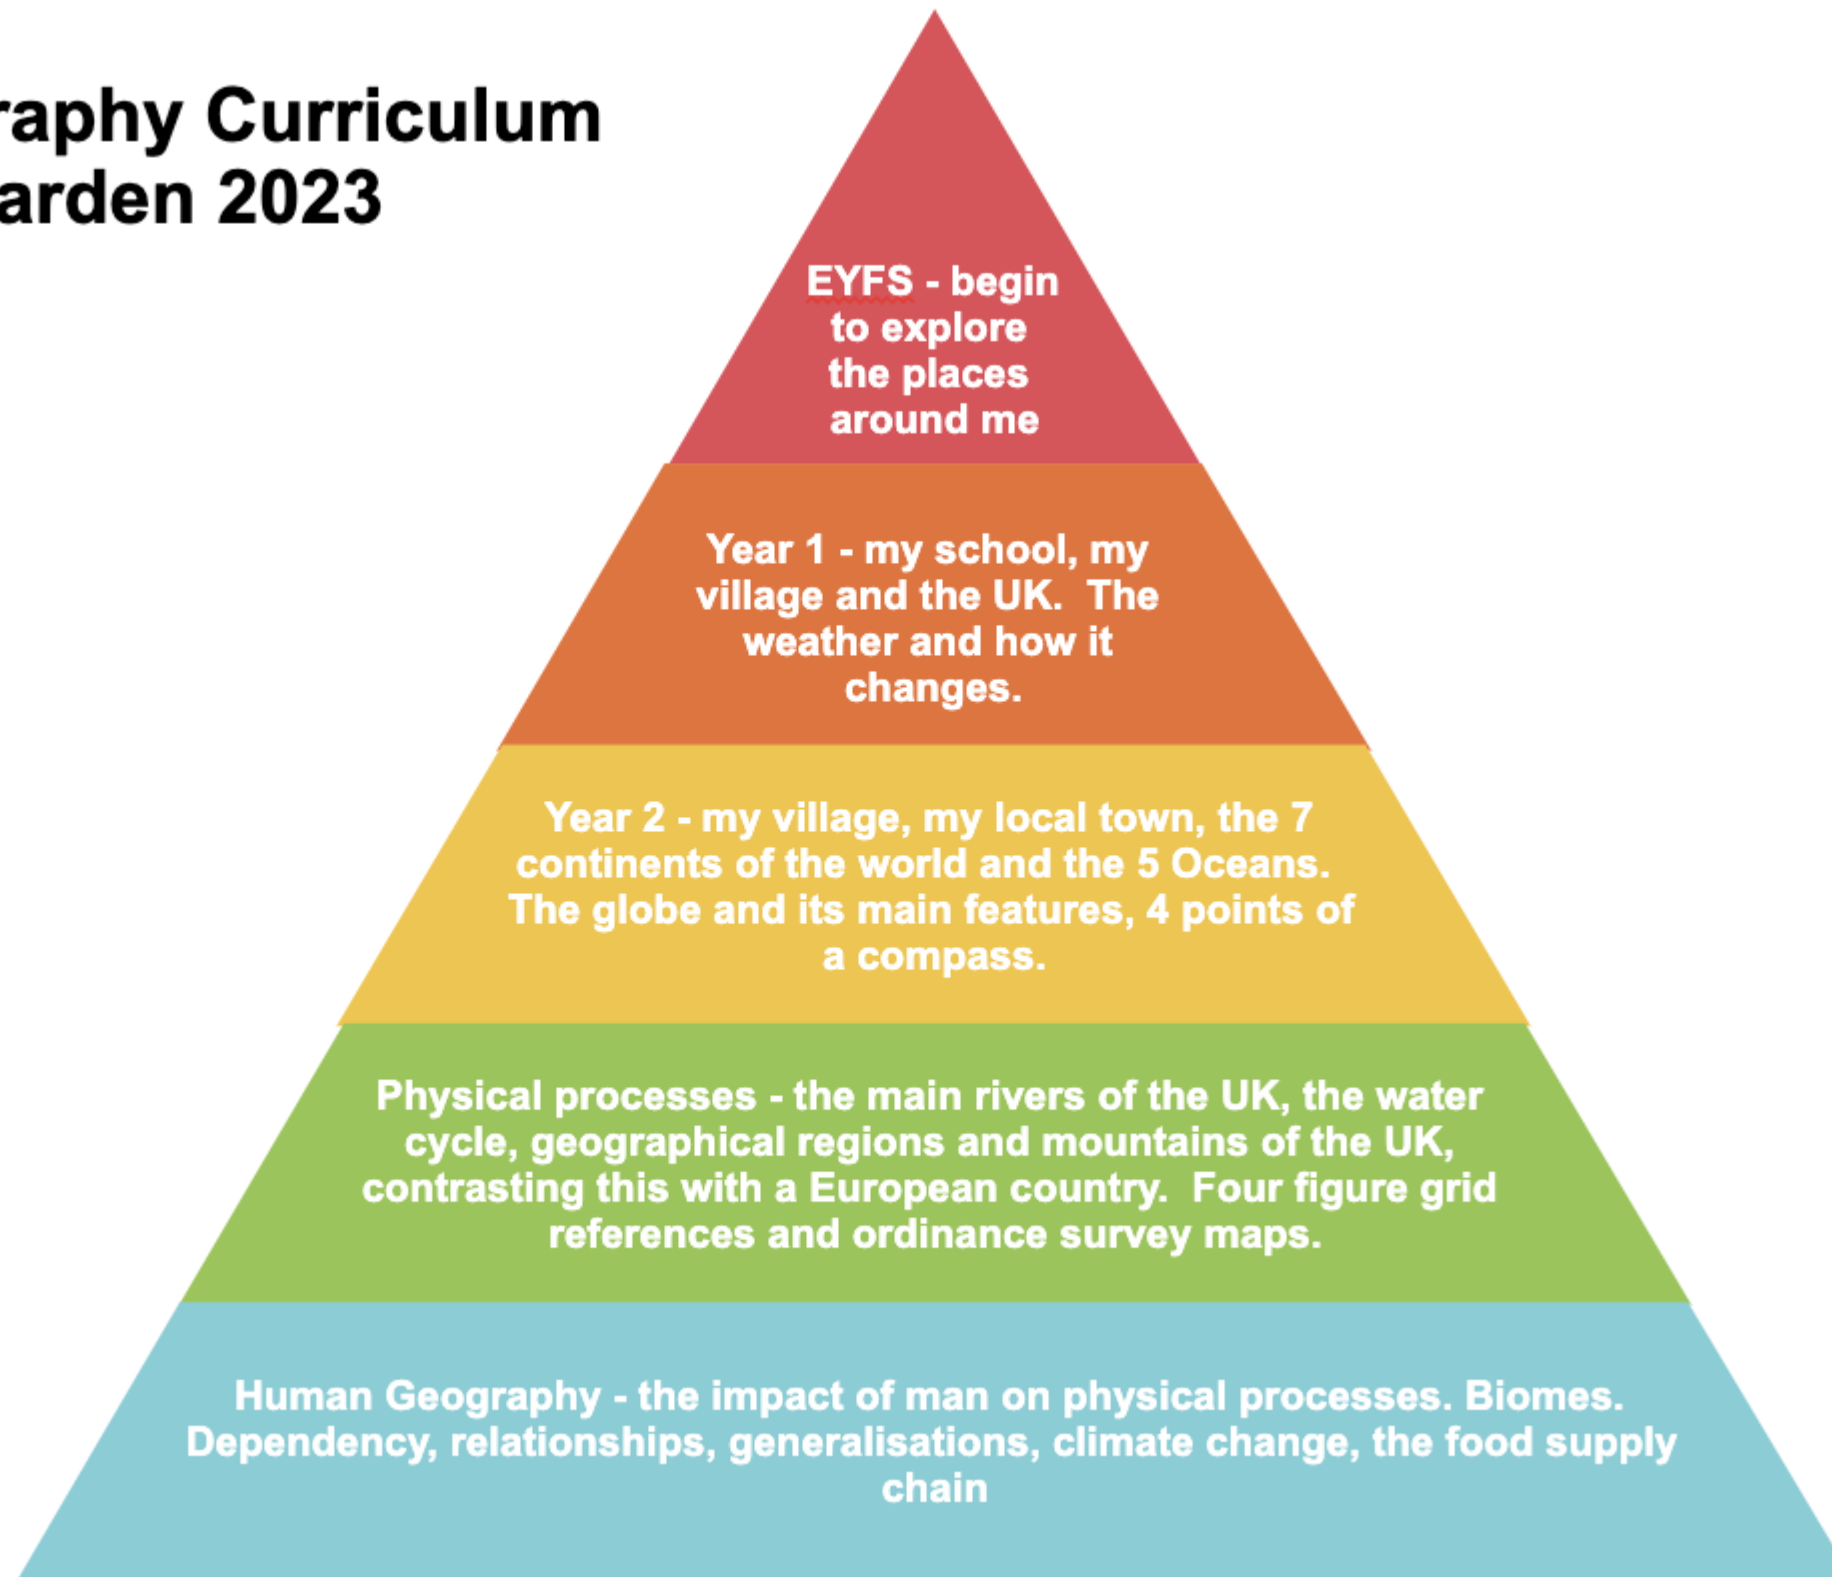 raphy Curriculum
arden 2023
EYFS - begin
to explore
the places
around me
Year 1 - my school, my
village and the UK.  The
weather and how it
changes.
Year 2 - my village, my local town, the 7
continents of the world and the 5 Oceans.
The globe and its main features, 4 points of
a compass.
Physical processes - the main rivers of the UK, the water
cycle, geographical regions and mountains of the UK,
contrasting this with a European country.  Four figure grid
references and ordinance survey maps.
Human Geography - the impact of man on physical processes. Biomes.
Dependency, relationships, generalisations, climate change, the food supply
chain